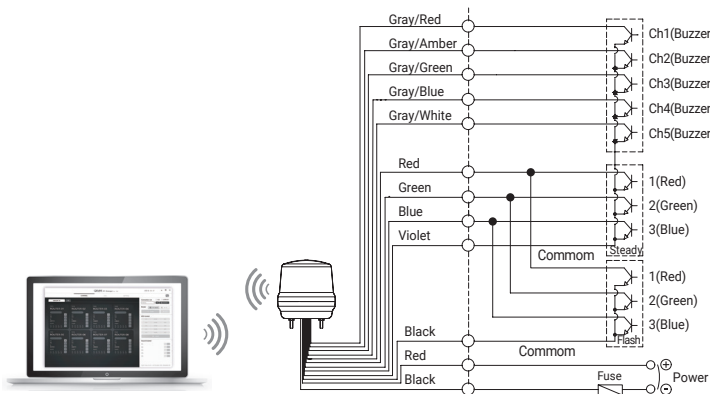 Gray/Red
Ch1(Buzzer
Gray/Amber
Ch2(Buzzer
Gray/Green
Ch3(Buzzer
Gray/Blue
Ch4(Buzzer
Gray/White
Ch5(Buzzer
Red
1(Red)
Green
2(Green)
Blue
3(Blue)
Violet
Commom
Steady
1(Red)
2(Green)
3(Blue)
Black
Commom
Flash
Red
Black
Fuse
Power